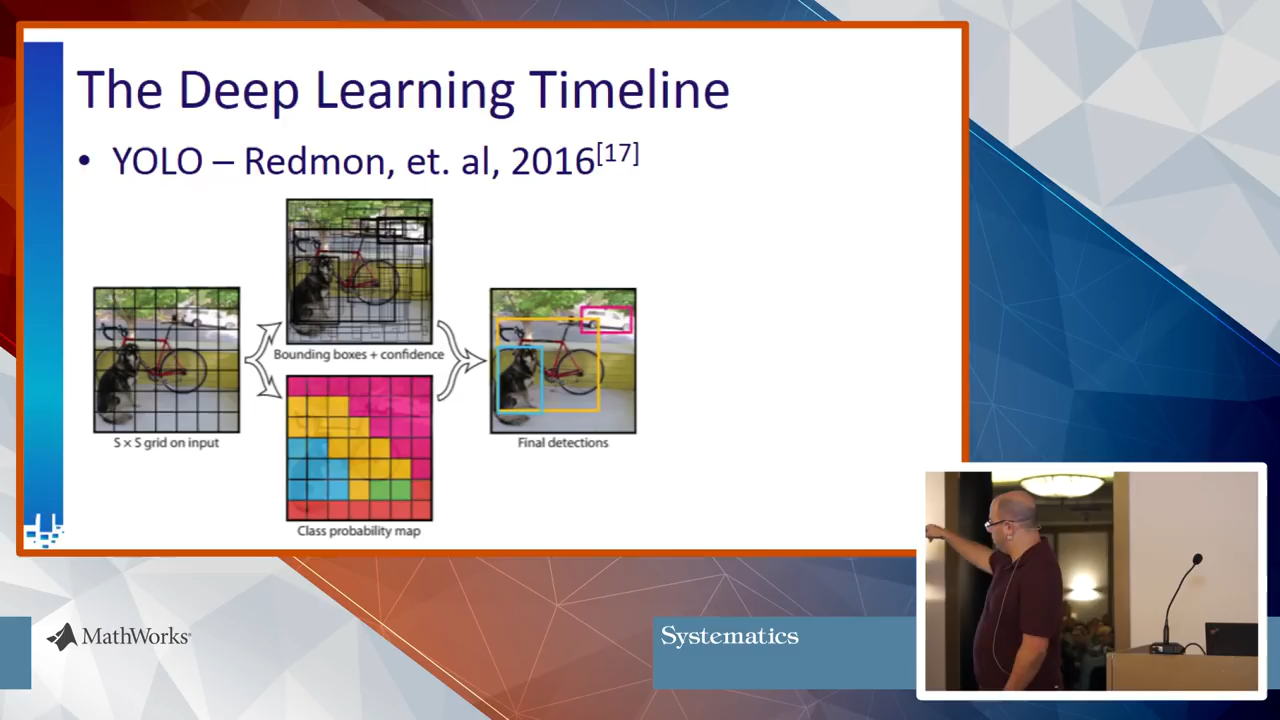 The Deep Learning Timeline
• YOLO – Redmon, et. al, 2016[17]
Bounding boxes + confidence
S × S grid on input
Final detections
Class probability map
MathWorks®
Systematics